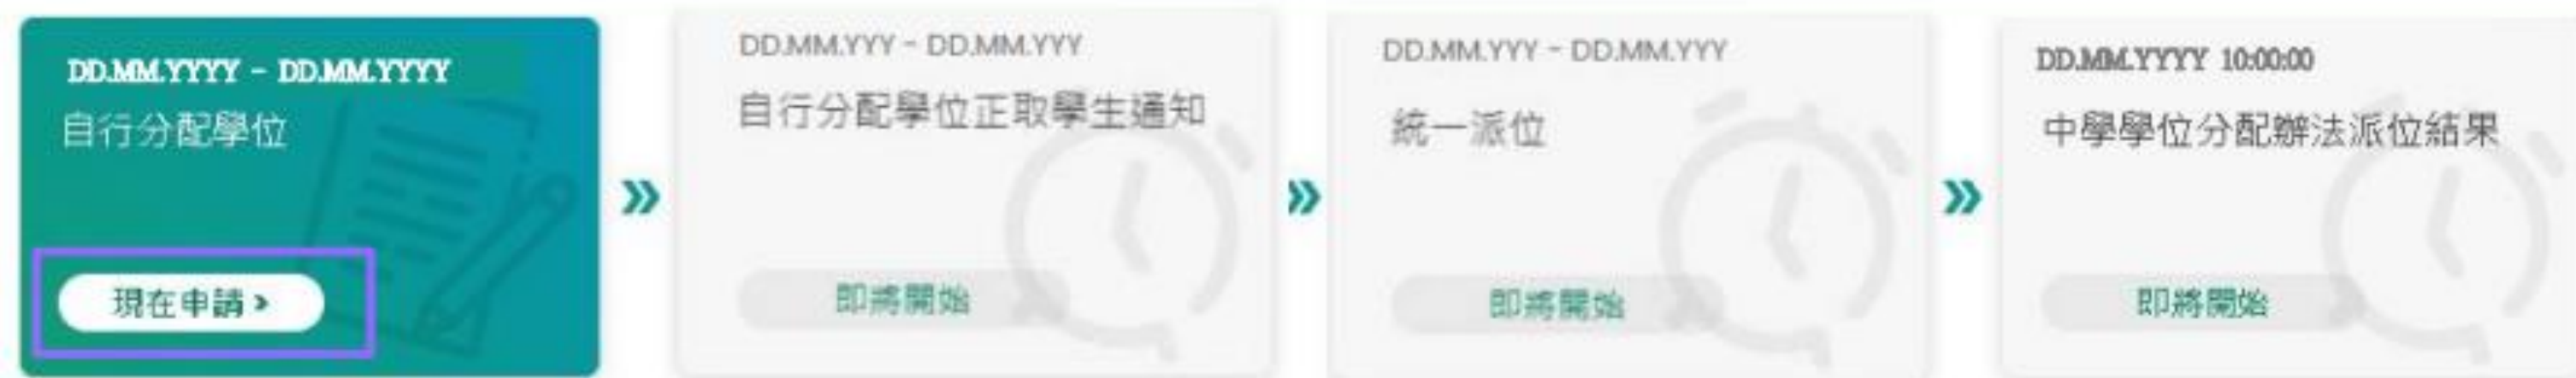 DD.MM.YYYY - DD.MM.YYYY
自行分配學位
現在申請 ›
»
DD.MM.YYY - DD.MM.YYY
自行分配學位正取學生通知
即將開始
»
DD.MM.YYY - DD.MM.YYY
統一派位
即將開始
»
DD.MM.YYYY 10:00:00
中學學位分配辦法派位結果
即將開始